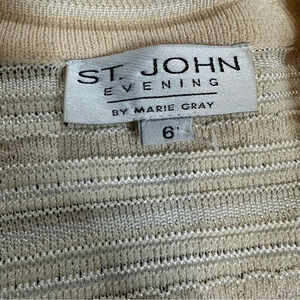 ST. JOHN
EVENING
BY MARIE GRAY
6